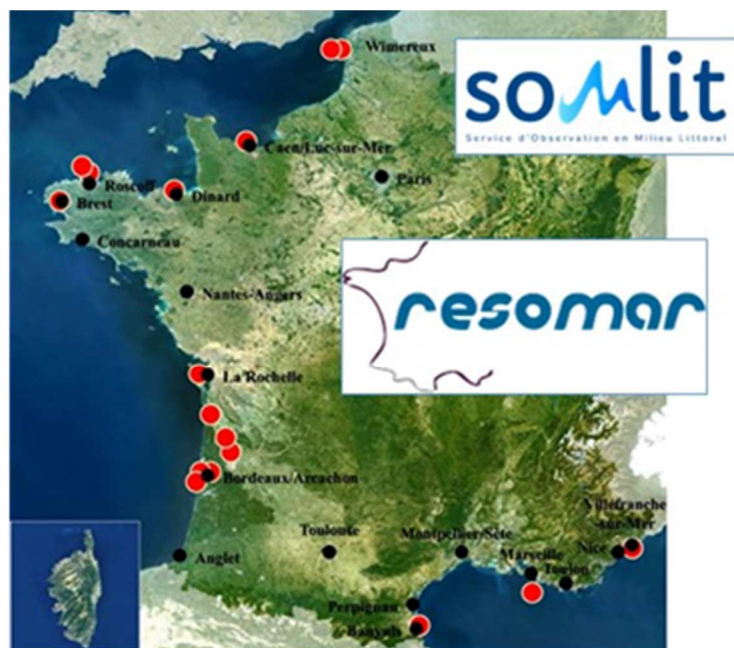 Wimereux
somlit
Service d'Observation en Milieu Littoral
Caen/Luc-sur-Mer
Paris
Roscoff
Dinard
Brest
Concarneau
resomar
Nantes-Angers
La Rochelle
Bordeaux/Arcachon
Villefranche
-sur-Mer
Toulouse
Montpellier/Sète
Nice
Anglet
Marseille
Toulon
Perpignan
Banyuls